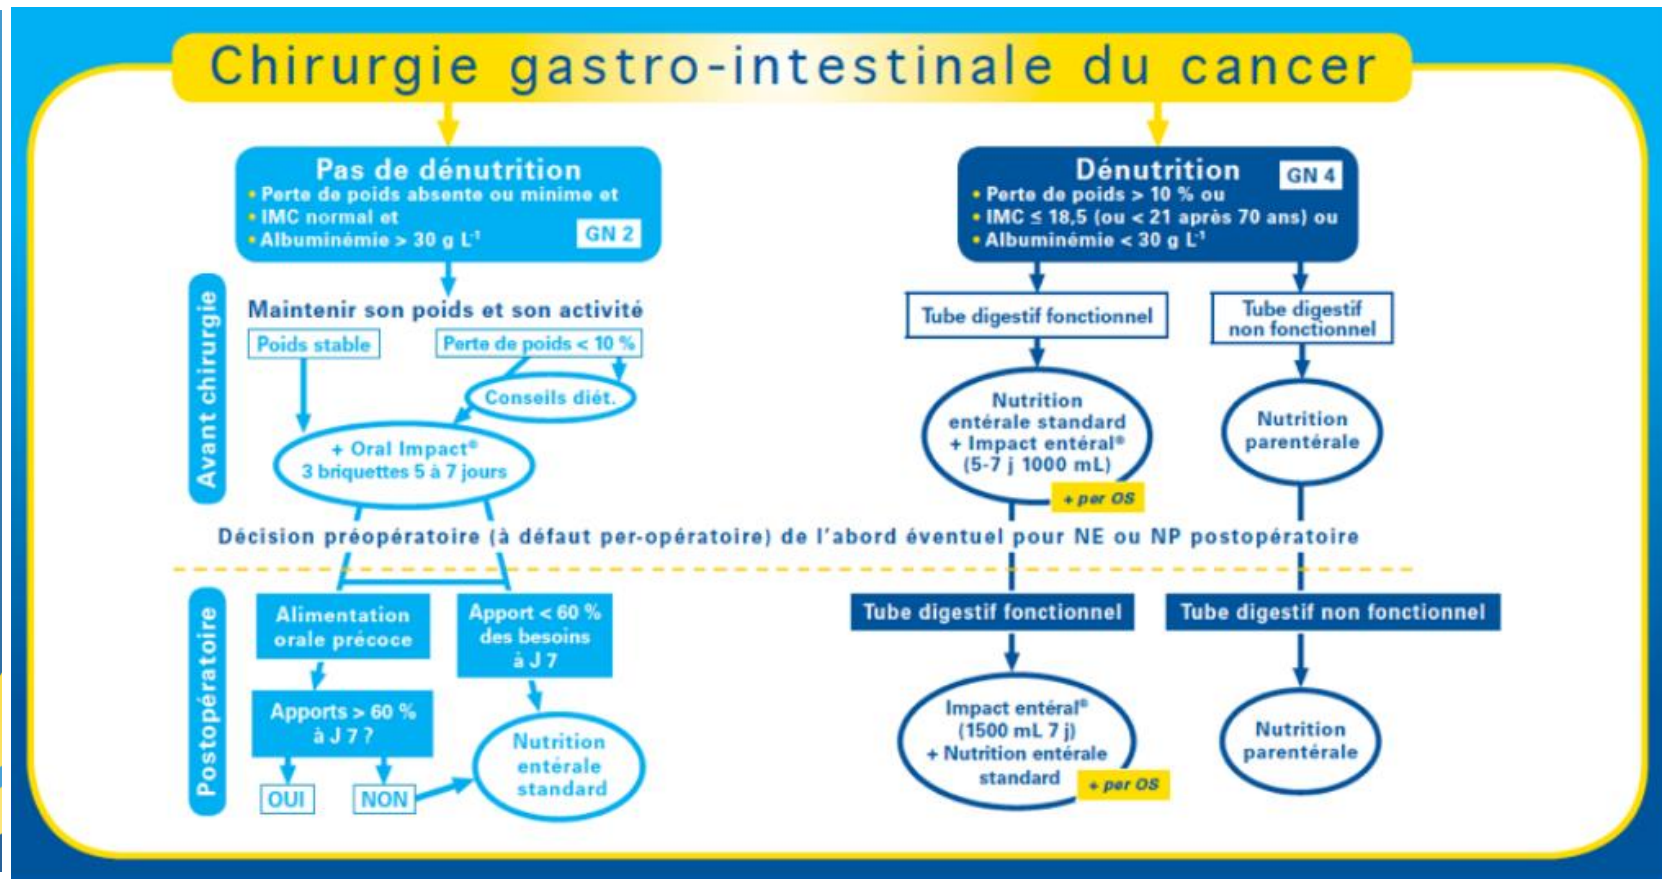 Chirurgie gastro-intestinale du cancer
Pas de dénutrition
• Perte de poids absente ou minime et
• IMC normal et
• Albuminémie > 30 g L⁻¹
GN 2
Dénutrition
GN 4
• Perte de poids > 10 % ou
• IMC ≤ 18,5 (ou < 21 après 70 ans) ou
• Albuminémie < 30 g L⁻¹
Avant chirurgie
Maintenir son poids et son activité
Poids stable
Perte de poids < 10 %
Conseils diét.
+ Oral Impact®
3 briquettes 5 à 7 jours
Tube digestif fonctionnel
Tube digestif
non fonctionnel
Nutrition
entérale standard
+ Impact entéral®
(5-7 j 1000 mL)
+ per OS
Nutrition
parentérale
Décision préopératoire (à défaut per-opératoire) de l'abord éventuel pour NE ou NP postopératoire
Postopératoire
Alimentation
orale précoce
Apport < 60 %
des besoins
à J 7
Apports > 60 %
à J 7 ?
OUI
NON
Nutrition
entérale
standard
Tube digestif fonctionnel
Tube digestif non fonctionnel
Impact entéral®
(1500 mL 7 j)
+ Nutrition entérale
standard
+ per OS
Nutrition
parentérale